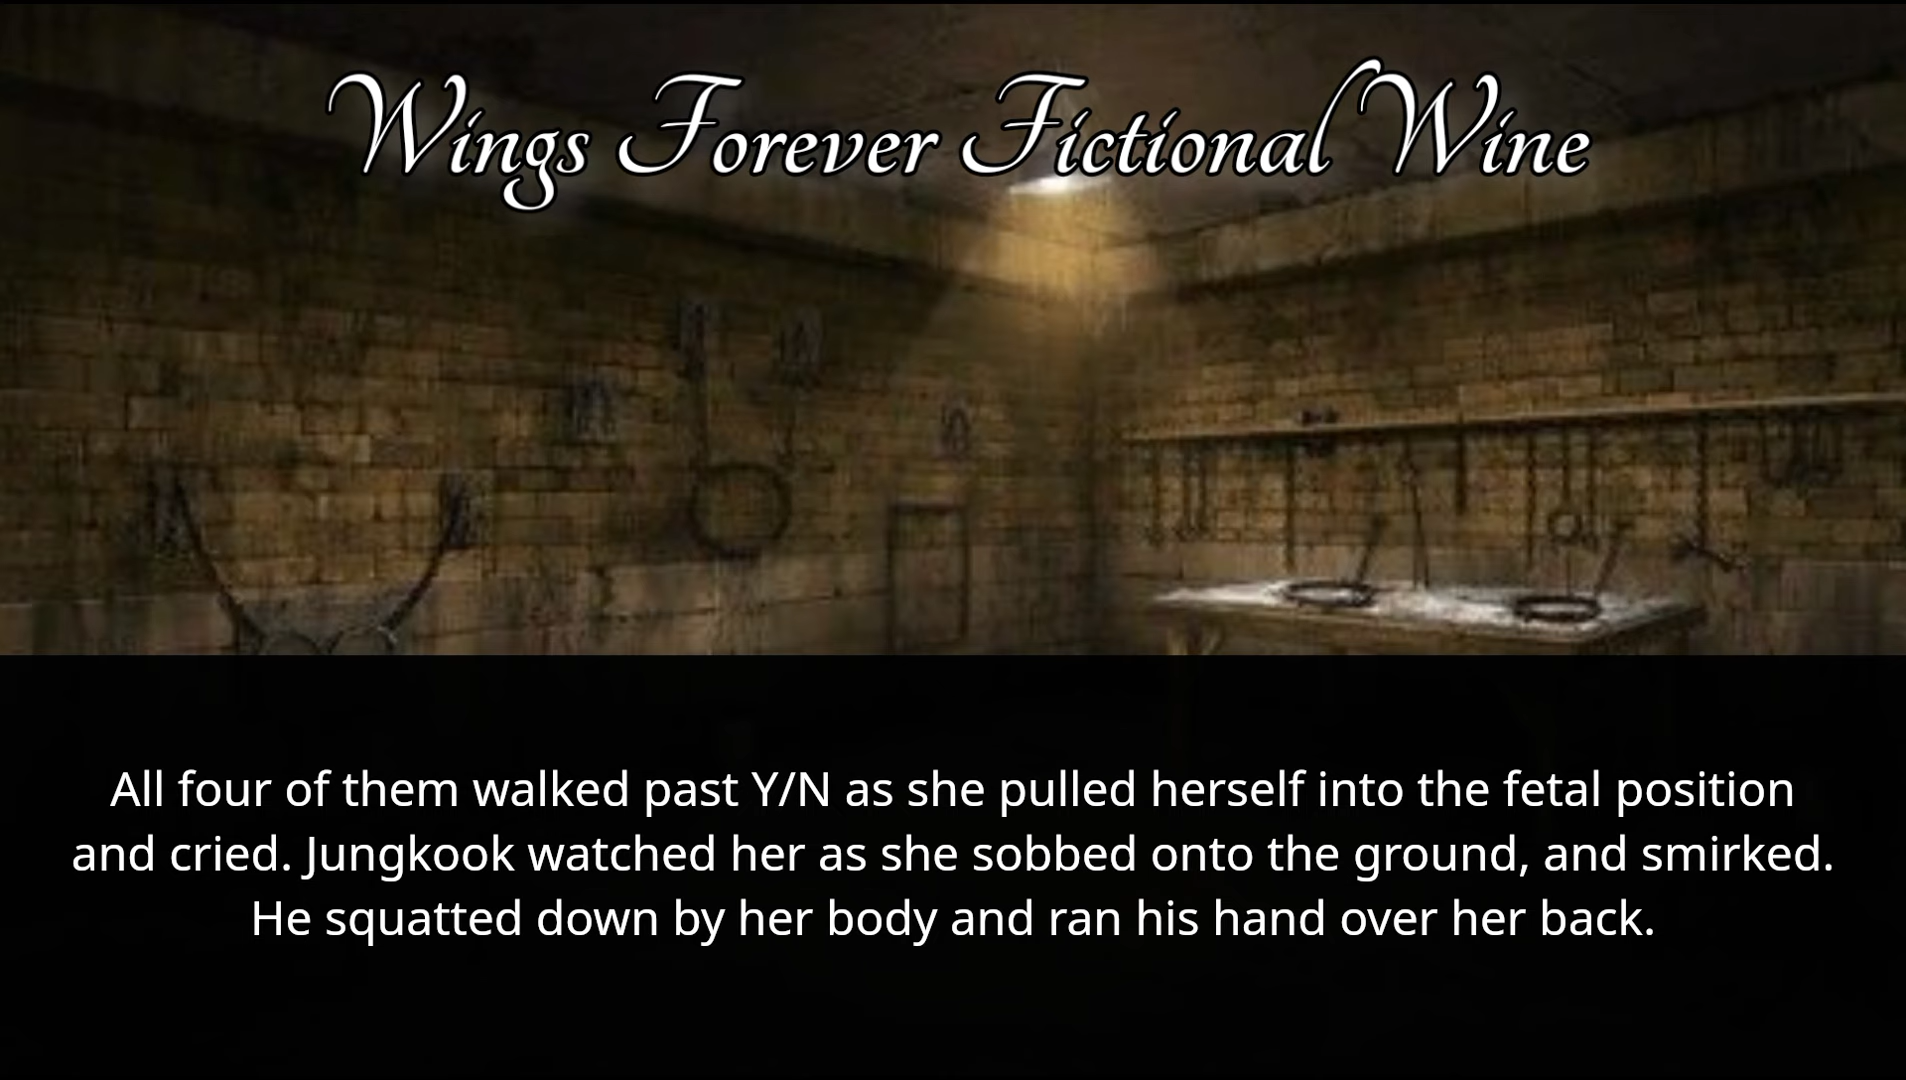 Wings Forever Fictional Wine
All four of them walked past Y/N as she pulled herself into the fetal position
and cried. Jungkook watched her as she sobbed onto the ground, and smirked.
He squatted down by her body and ran his hand over her back.